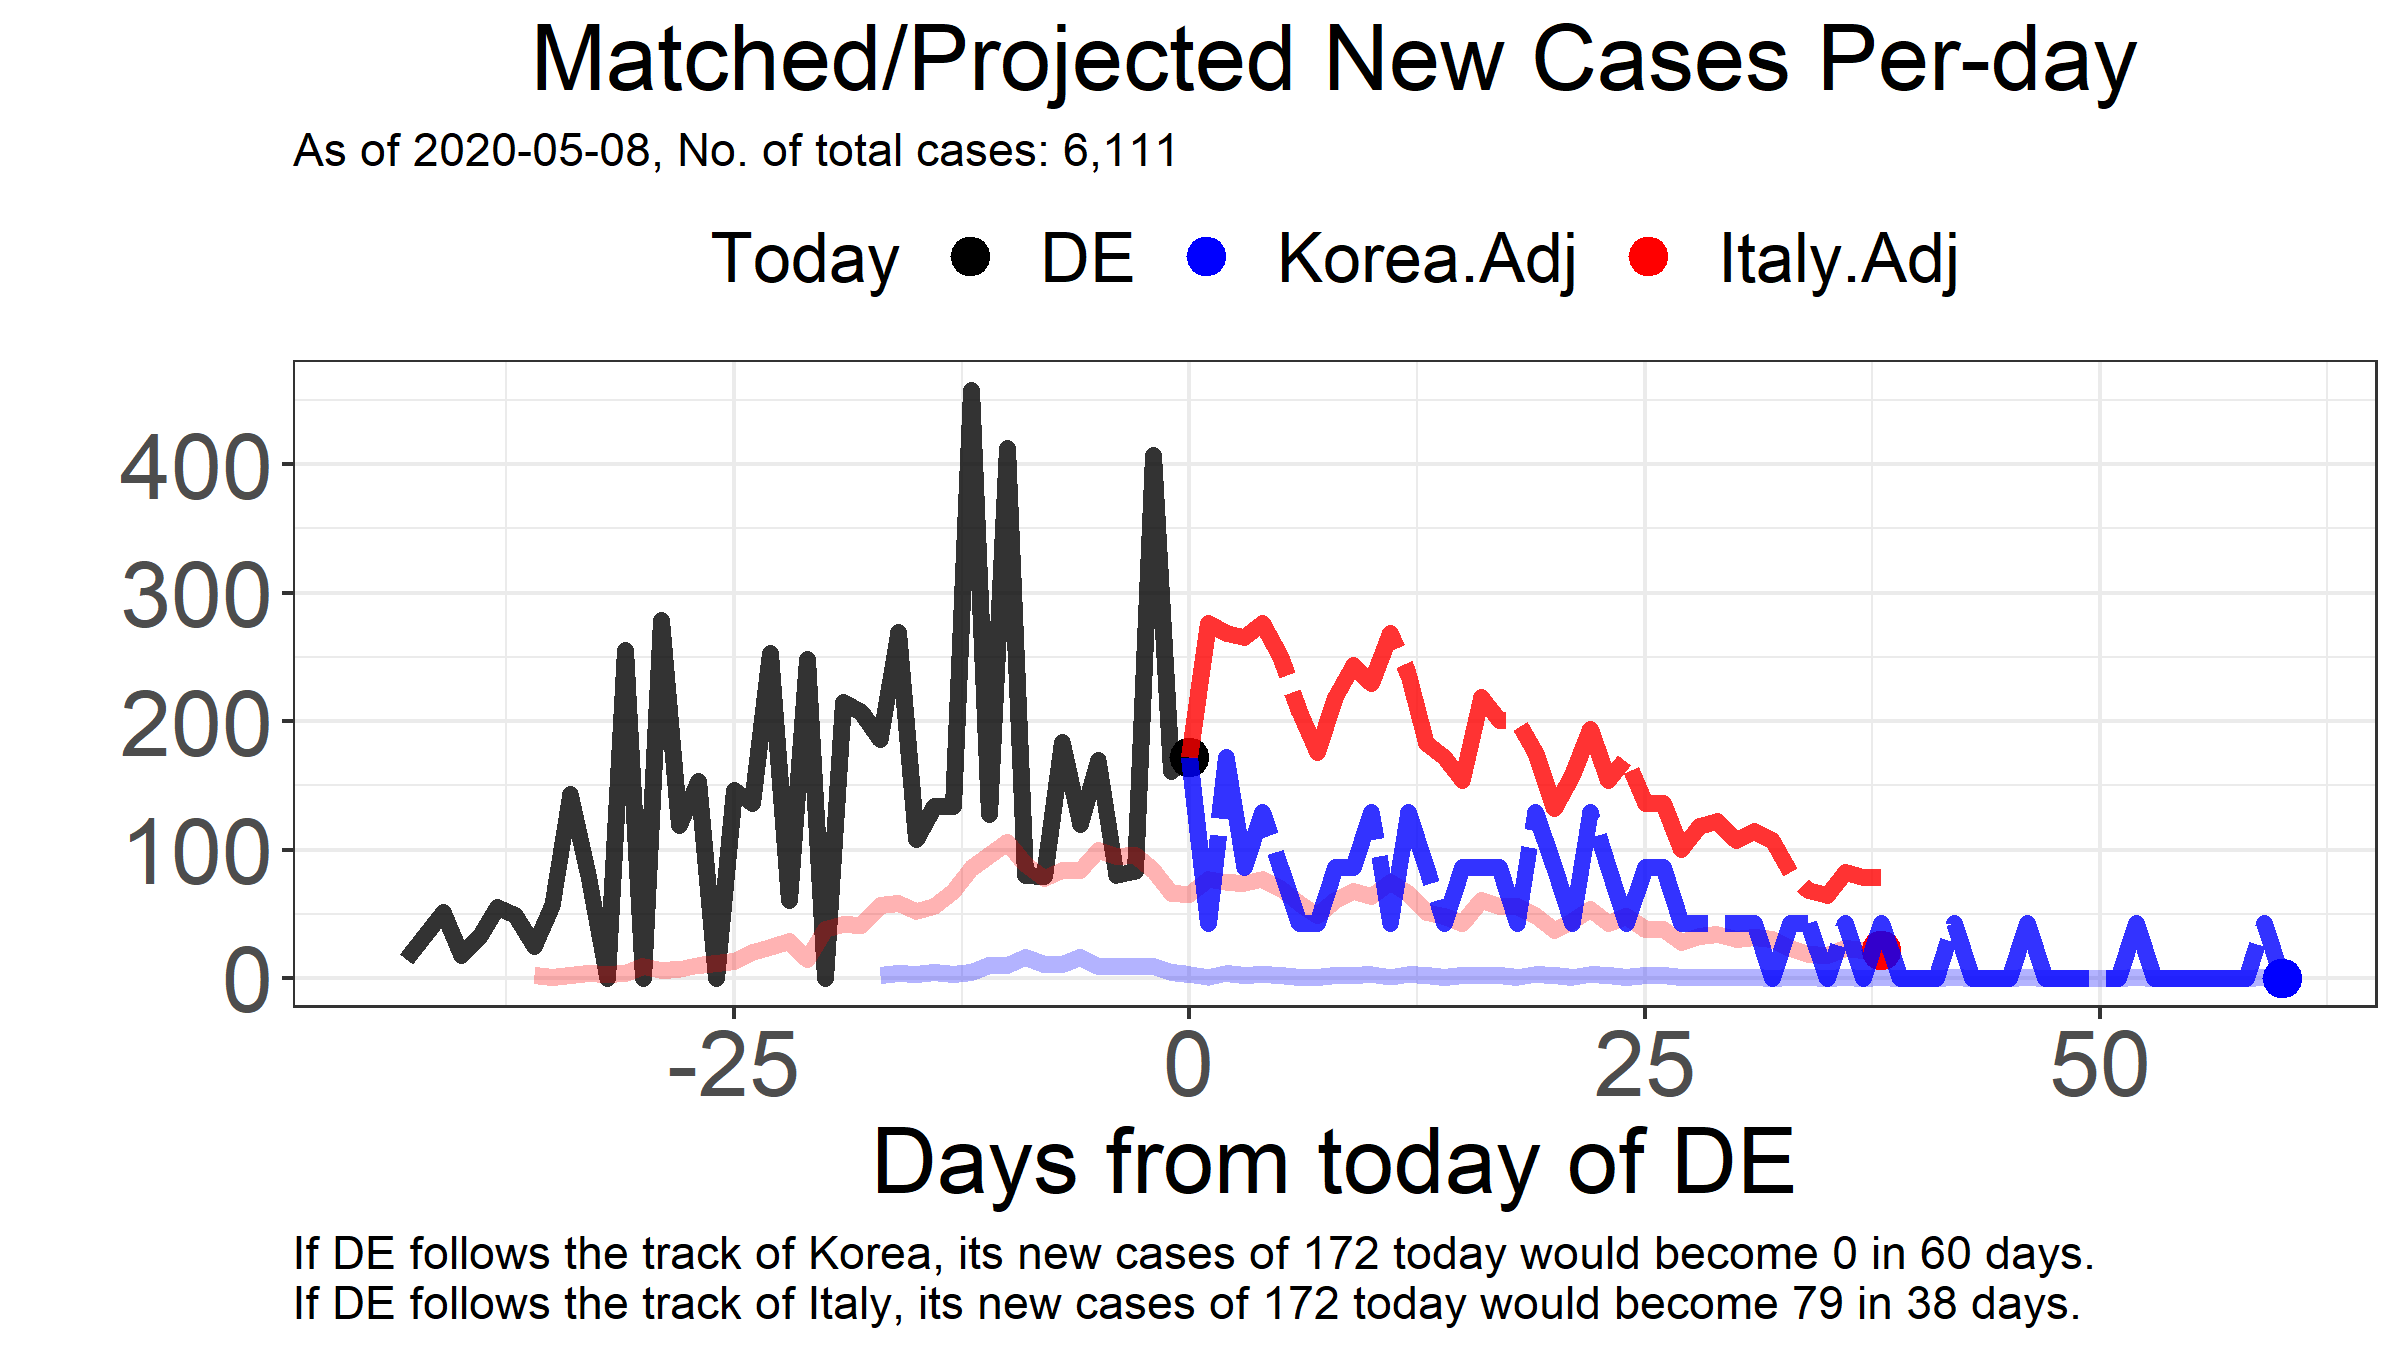 Matched/Projected New Cases Per-day
As of 2020-05-08, No. of total cases: 6,111
Today DE Korea.Adj Italy.Adj
400
300
200
100
0
-25 0 25 50
Days from today of DE
If DE follows the track of Korea, its new cases of 172 today would become 0 in 60 days.
If DE follows the track of Italy, its new cases of 172 today would become 79 in 38 days.